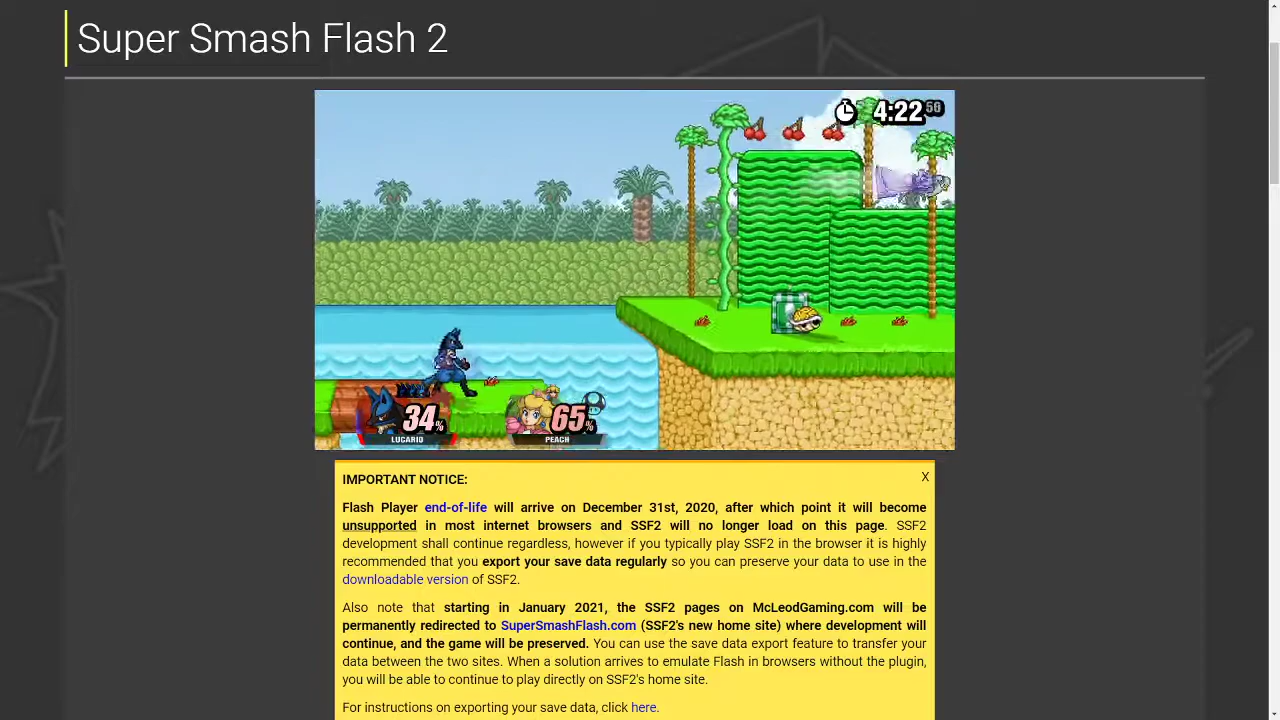 Super Smash Flash 2
4:22 56
34%
LUCARIO
65%
PEACH
IMPORTANT NOTICE:
X
Flash Player end-of-life will arrive on December 31st, 2020, after which point it will become
unsupported in most internet browsers and SSF2 will no longer load on this page. SSF2
development shall continue regardless, however if you typically play SSF2 in the browser it is highly
recommended that you export your save data regularly so you can preserve your data to use in the
downloadable version of SSF2.
Also note that starting in January 2021, the SSF2 pages on McLeodGaming.com will be
permanently redirected to SuperSmashFlash.com (SSF2's new home site) where development will
continue, and the game will be preserved. You can use the save data export feature to transfer your
data between the two sites. When a solution arrives to emulate Flash in browsers without the plugin,
you will be able to continue to play directly on SSF2's home site.
For instructions on exporting your save data, click here.